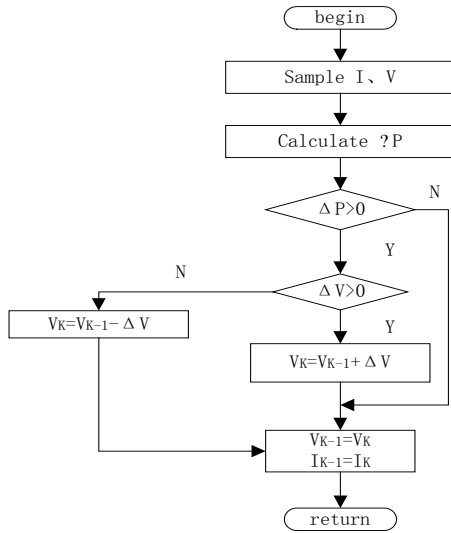 begin
Sample I、V
Calculate ?P
ΔP>0
N
Y
N
ΔV>0
VK=VK-1-ΔV
Y
VK=VK-1+ΔV
VK-1=VK
IK-1=IK
return